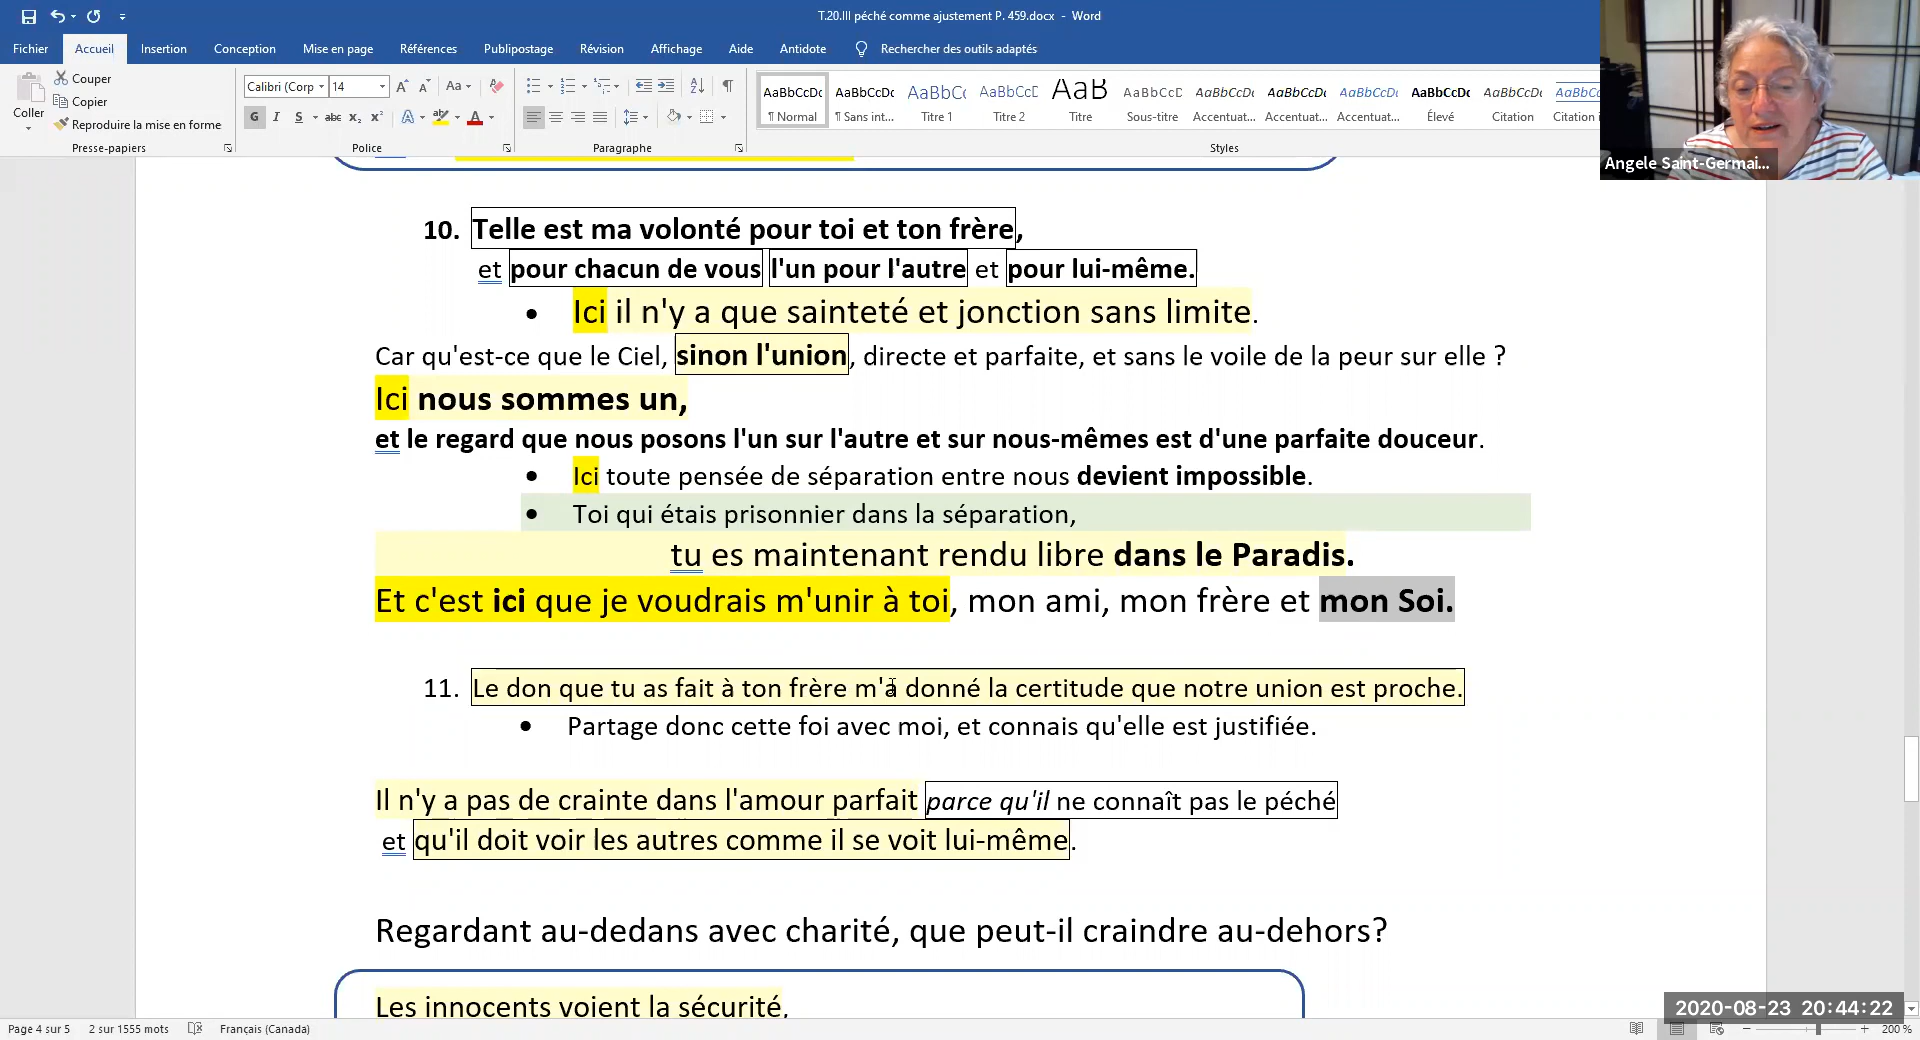 T.20.III péché comme ajustement P. 459.docx - Word
Fichier Accueil Insertion Conception Mise en page Références Publipostage Révision Affichage Aide Antidote Rechercher des outils adaptés
Coller
Couper
Copier
Reproduire la mise en forme
Presse-papiers
Calibri (Corp 14
Police
Paragraphe
AaBbCcDc AaBbCcDc AaBbCc AaBbCcD AaB AaBbCcD AaBbCcDc AaBbCcDc AaBbCcDc AaBbCcDc AaBbCcDc AaBbCcDc
¶ Normal ¶ Sans int... Titre 1 Titre 2 Titre Sous-titre Accentuat... Accentuat... Accentuat... Élevé Citation Citation i
Styles
Angele Saint-Germai...
10. Telle est ma volonté pour toi et ton frère,
et pour chacun de vous l'un pour l'autre et pour lui-même.
• Ici il n'y a que sainteté et jonction sans limite.
Car qu'est-ce que le Ciel, sinon l'union, directe et parfaite, et sans le voile de la peur sur elle ?
Ici nous sommes un,
et le regard que nous posons l'un sur l'autre et sur nous-mêmes est d'une parfaite douceur.
• Ici toute pensée de séparation entre nous devient impossible.
• Toi qui étais prisonnier dans la séparation,
tu es maintenant rendu libre dans le Paradis.
Et c'est ici que je voudrais m'unir à toi, mon ami, mon frère et mon Soi.
11. Le don que tu as fait à ton frère m'a donné la certitude que notre union est proche.
• Partage donc cette foi avec moi, et connais qu'elle est justifiée.
Il n'y a pas de crainte dans l'amour parfait parce qu'il ne connaît pas le péché
et qu'il doit voir les autres comme il se voit lui-même.
Regardant au-dedans avec charité, que peut-il craindre au-dehors?
Les innocents voient la sécurité,
2020-08-23 20:44:22
Page 4 sur 5 2 sur 1555 mots Français (Canada) 200 %